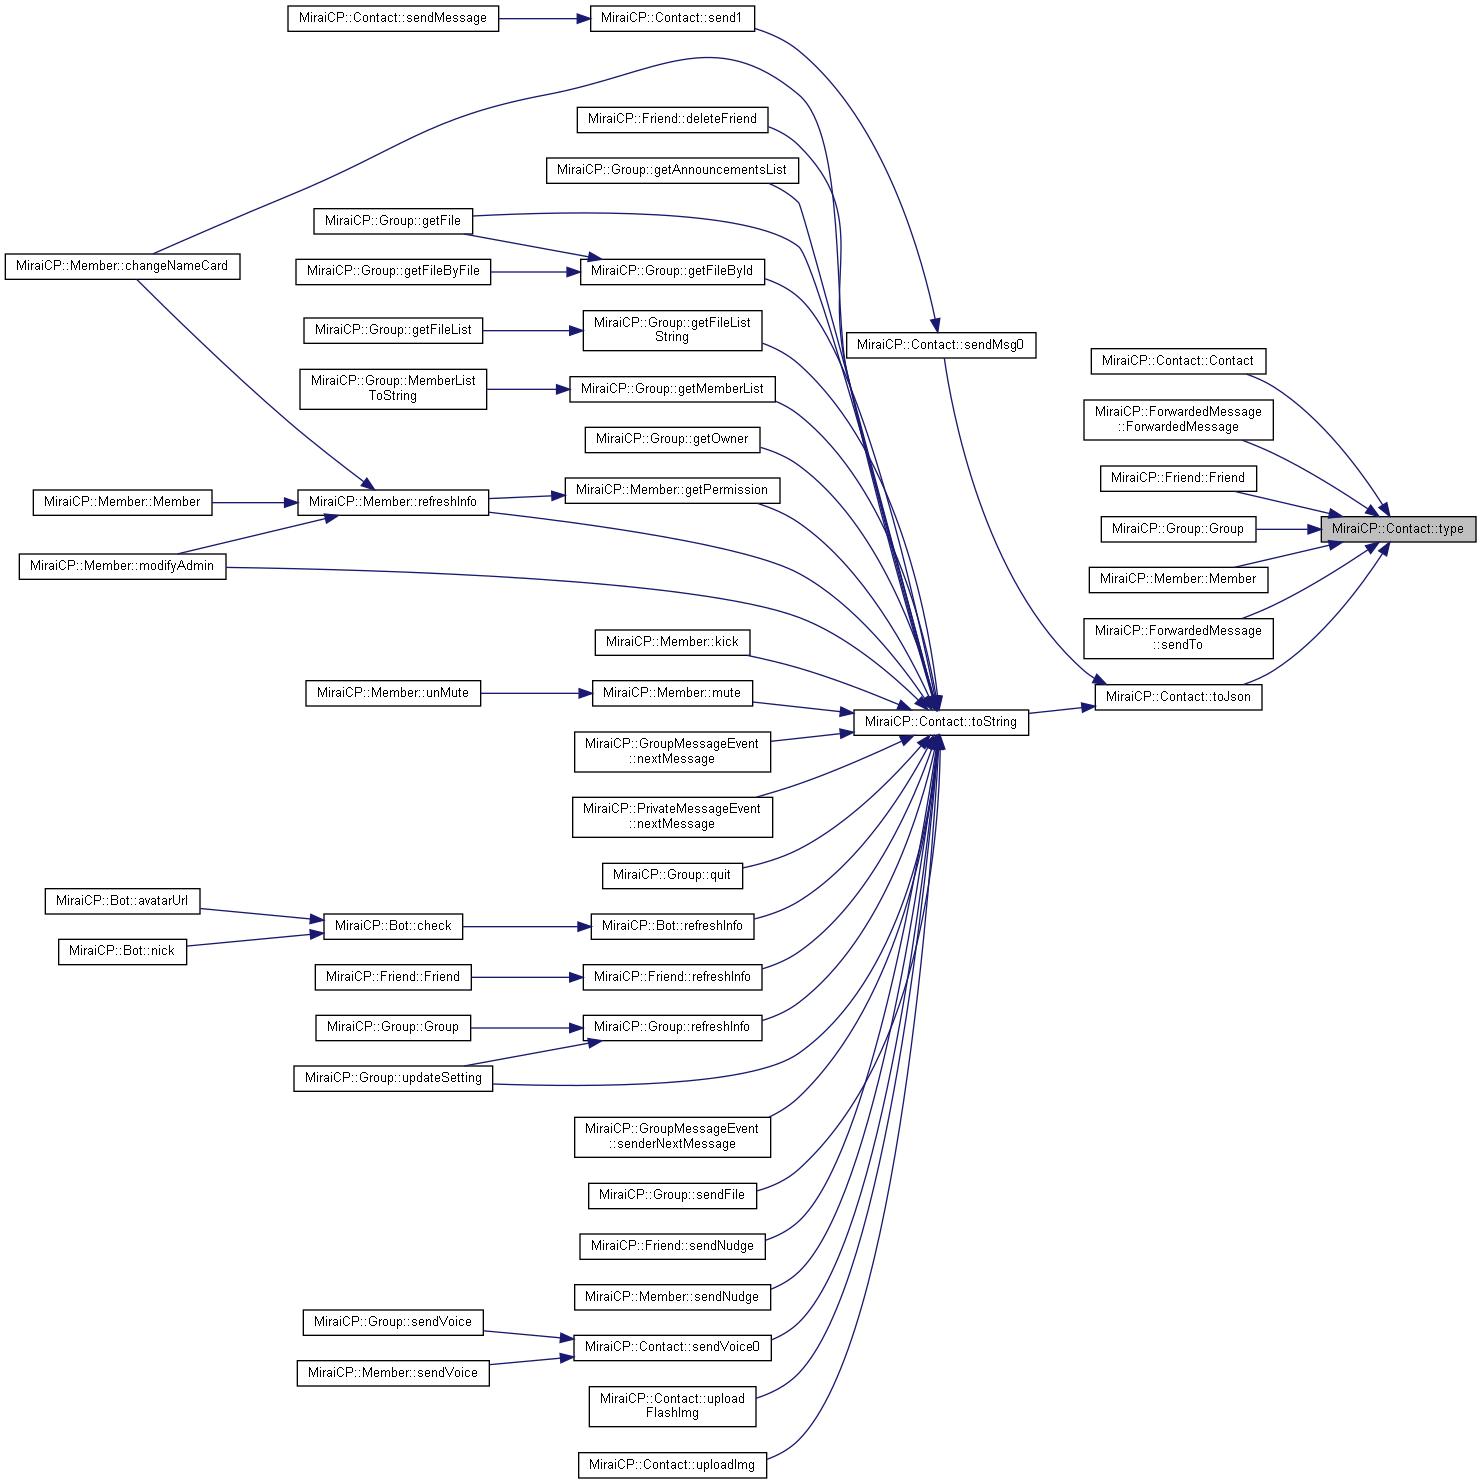 MiraiCP::Contact::sendMessage
MiraiCP::Contact::send1
MiraiCP::Friend::deleteFriend
MiraiCP::Group::getAnnouncementsList
MiraiCP::Group::getFile
MiraiCP::Member::changeNameCard
MiraiCP::Group::getFileByFile
MiraiCP::Group::getFileById
MiraiCP::Group::getFileList
MiraiCP::Group::getFileList
String
MiraiCP::Contact::sendMsg0
MiraiCP::Contact::Contact
MiraiCP::Group::MemberList
ToString
MiraiCP::Group::getMemberList
MiraiCP::ForwardedMessage
::ForwardedMessage
MiraiCP::Group::getOwner
MiraiCP::Friend::Friend
MiraiCP::Member::Member
MiraiCP::Member::refreshInfo
MiraiCP::Member::getPermission
MiraiCP::Group::Group
MiraiCP::Contact::type
MiraiCP::Member::modifyAdmin
MiraiCP::Member::Member
MiraiCP::Member::kick
MiraiCP::ForwardedMessage
::sendTo
MiraiCP::Member::unMute
MiraiCP::Member::mute
MiraiCP::Contact::toJson
MiraiCP::Contact::toString
MiraiCP::GroupMessageEvent
::nextMessage
MiraiCP::PrivateMessageEvent
::nextMessage
MiraiCP::Group::quit
MiraiCP::Bot::avatarUrl
MiraiCP::Bot::check
MiraiCP::Bot::refreshInfo
MiraiCP::Bot::nick
MiraiCP::Friend::Friend
MiraiCP::Friend::refreshInfo
MiraiCP::Group::Group
MiraiCP::Group::refreshInfo
MiraiCP::Group::updateSetting
MiraiCP::GroupMessageEvent
::senderNextMessage
MiraiCP::Group::sendFile
MiraiCP::Friend::sendNudge
MiraiCP::Member::sendNudge
MiraiCP::Group::sendVoice
MiraiCP::Contact::sendVoice0
MiraiCP::Member::sendVoice
MiraiCP::Contact::upload
FlashImg
MiraiCP::Contact::uploadImg